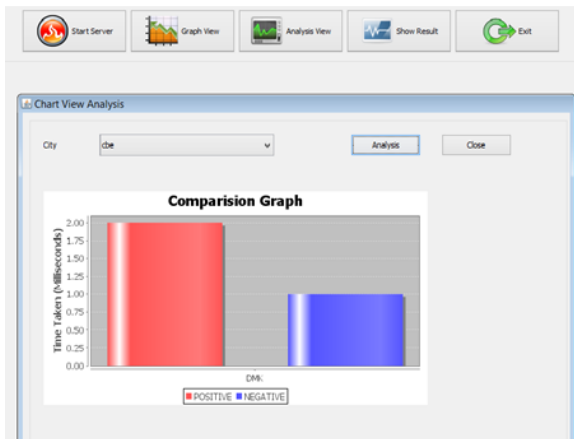 Start Server Graph View Analysis View Show Result Exit
Chart View Analysis
City cbe Analysis Close
Comparision Graph
Time Taken (Milliseconds)
2.00
1.75
1.50
1.25
1.00
0.75
0.50
0.25
0.00
DMK
POSITIVE NEGATIVE